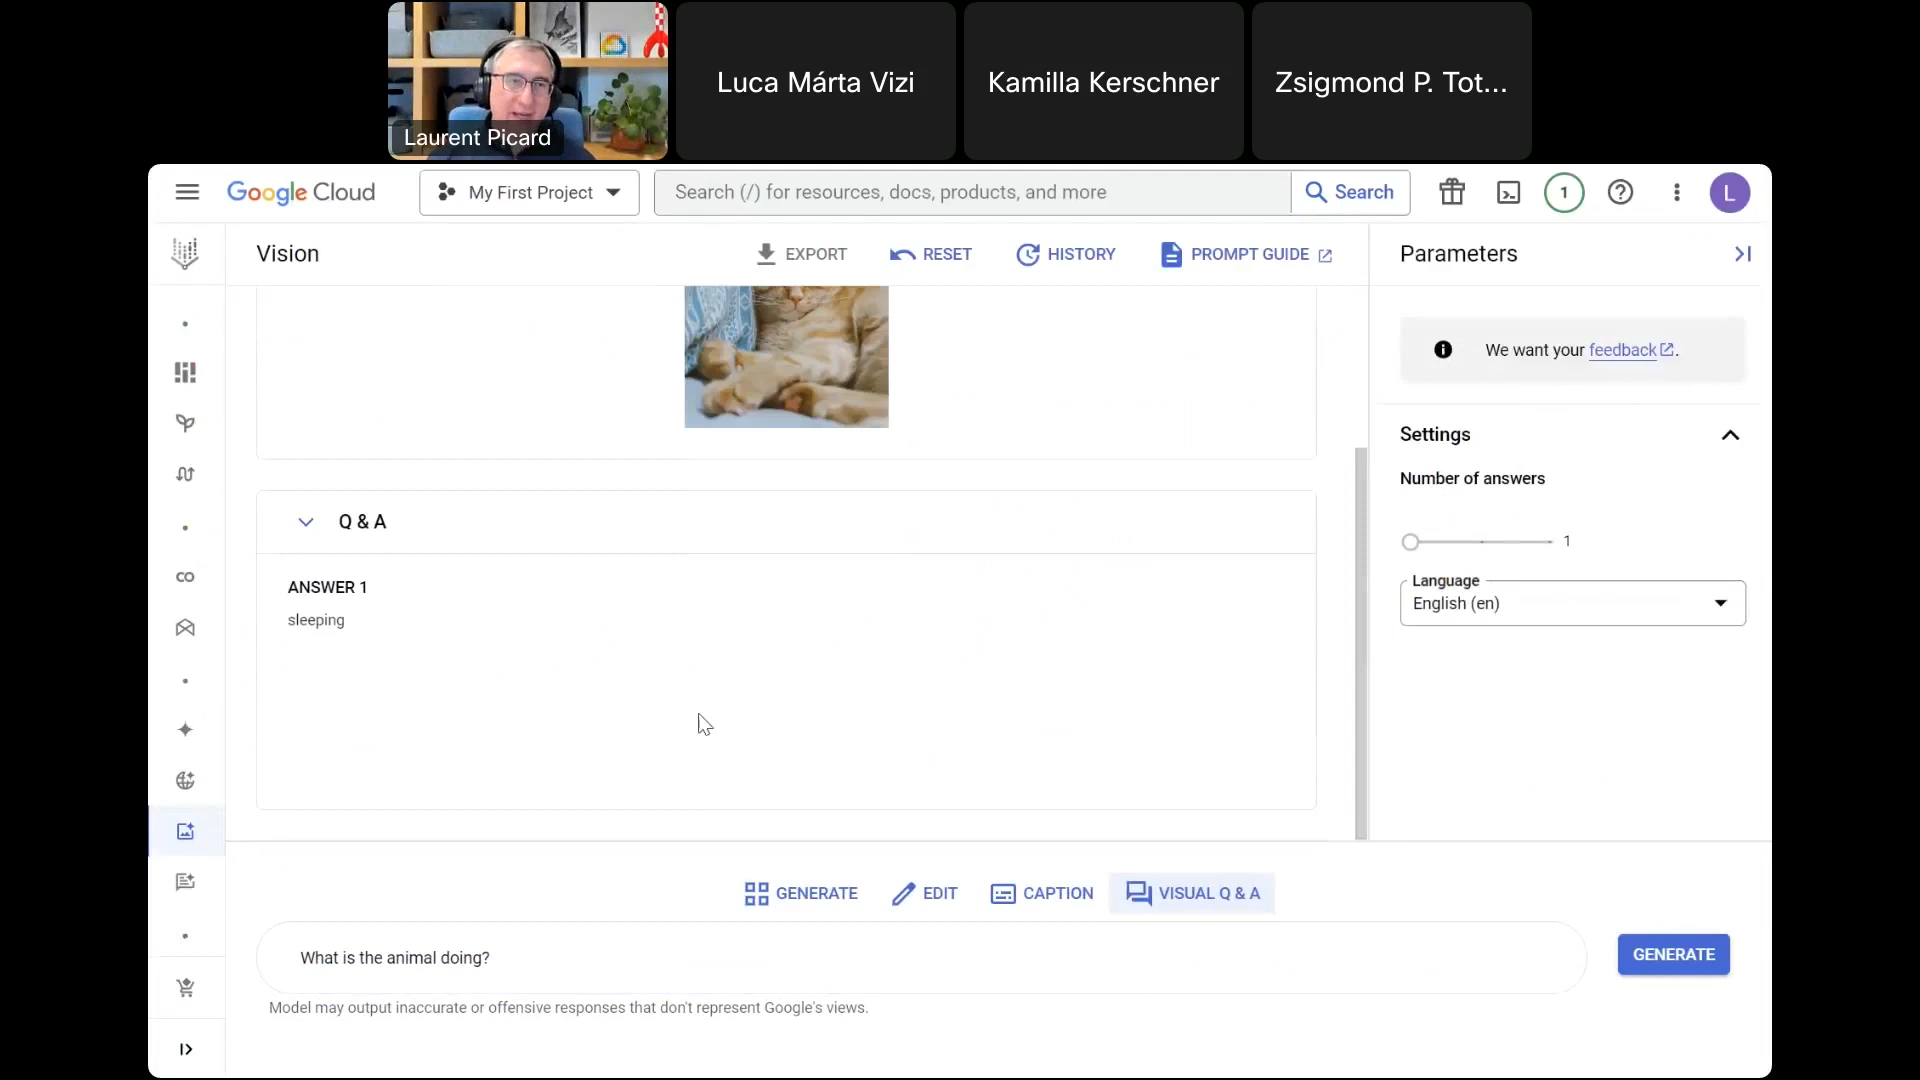 Laurent Picard
Luca Márta Vizi
Kamilla Kerschner
Zsigmond P. Tot...
Google Cloud
My First Project
Search (/) for resources, docs, products, and more
Search
1
L
Vision
EXPORT
RESET
HISTORY
PROMPT GUIDE
Parameters
We want your feedback.
Settings
Number of answers
1
Language
English (en)
Q & A
ANSWER 1
sleeping
GENERATE
EDIT
CAPTION
VISUAL Q & A
What is the animal doing?
GENERATE
Model may output inaccurate or offensive responses that don't represent Google's views.